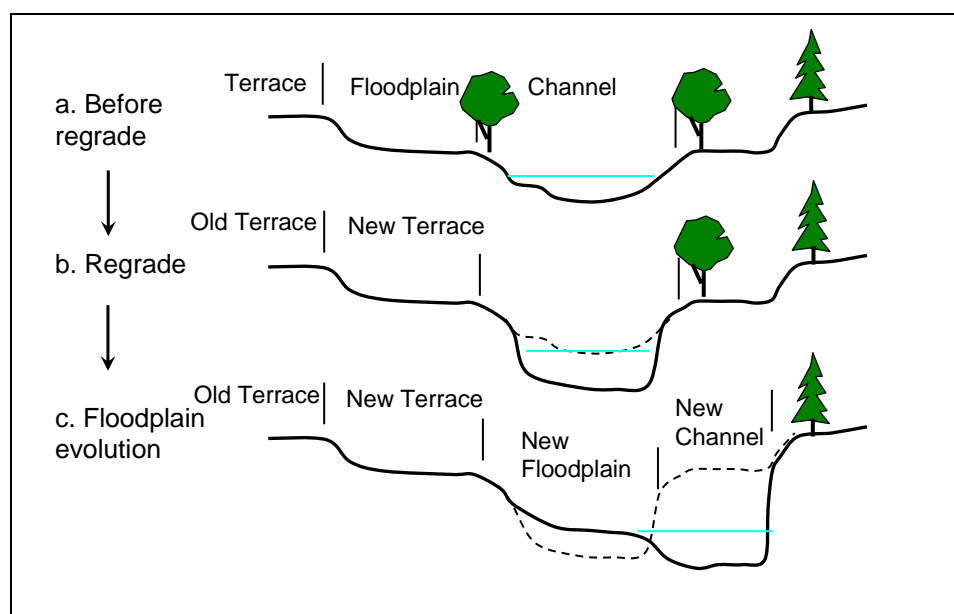 Terrace
Floodplain
Channel
a. Before
regrade
Old Terrace
New Terrace
b. Regrade
Old Terrace
New Terrace
New
Channel
c. Floodplain
evolution
New
Floodplain